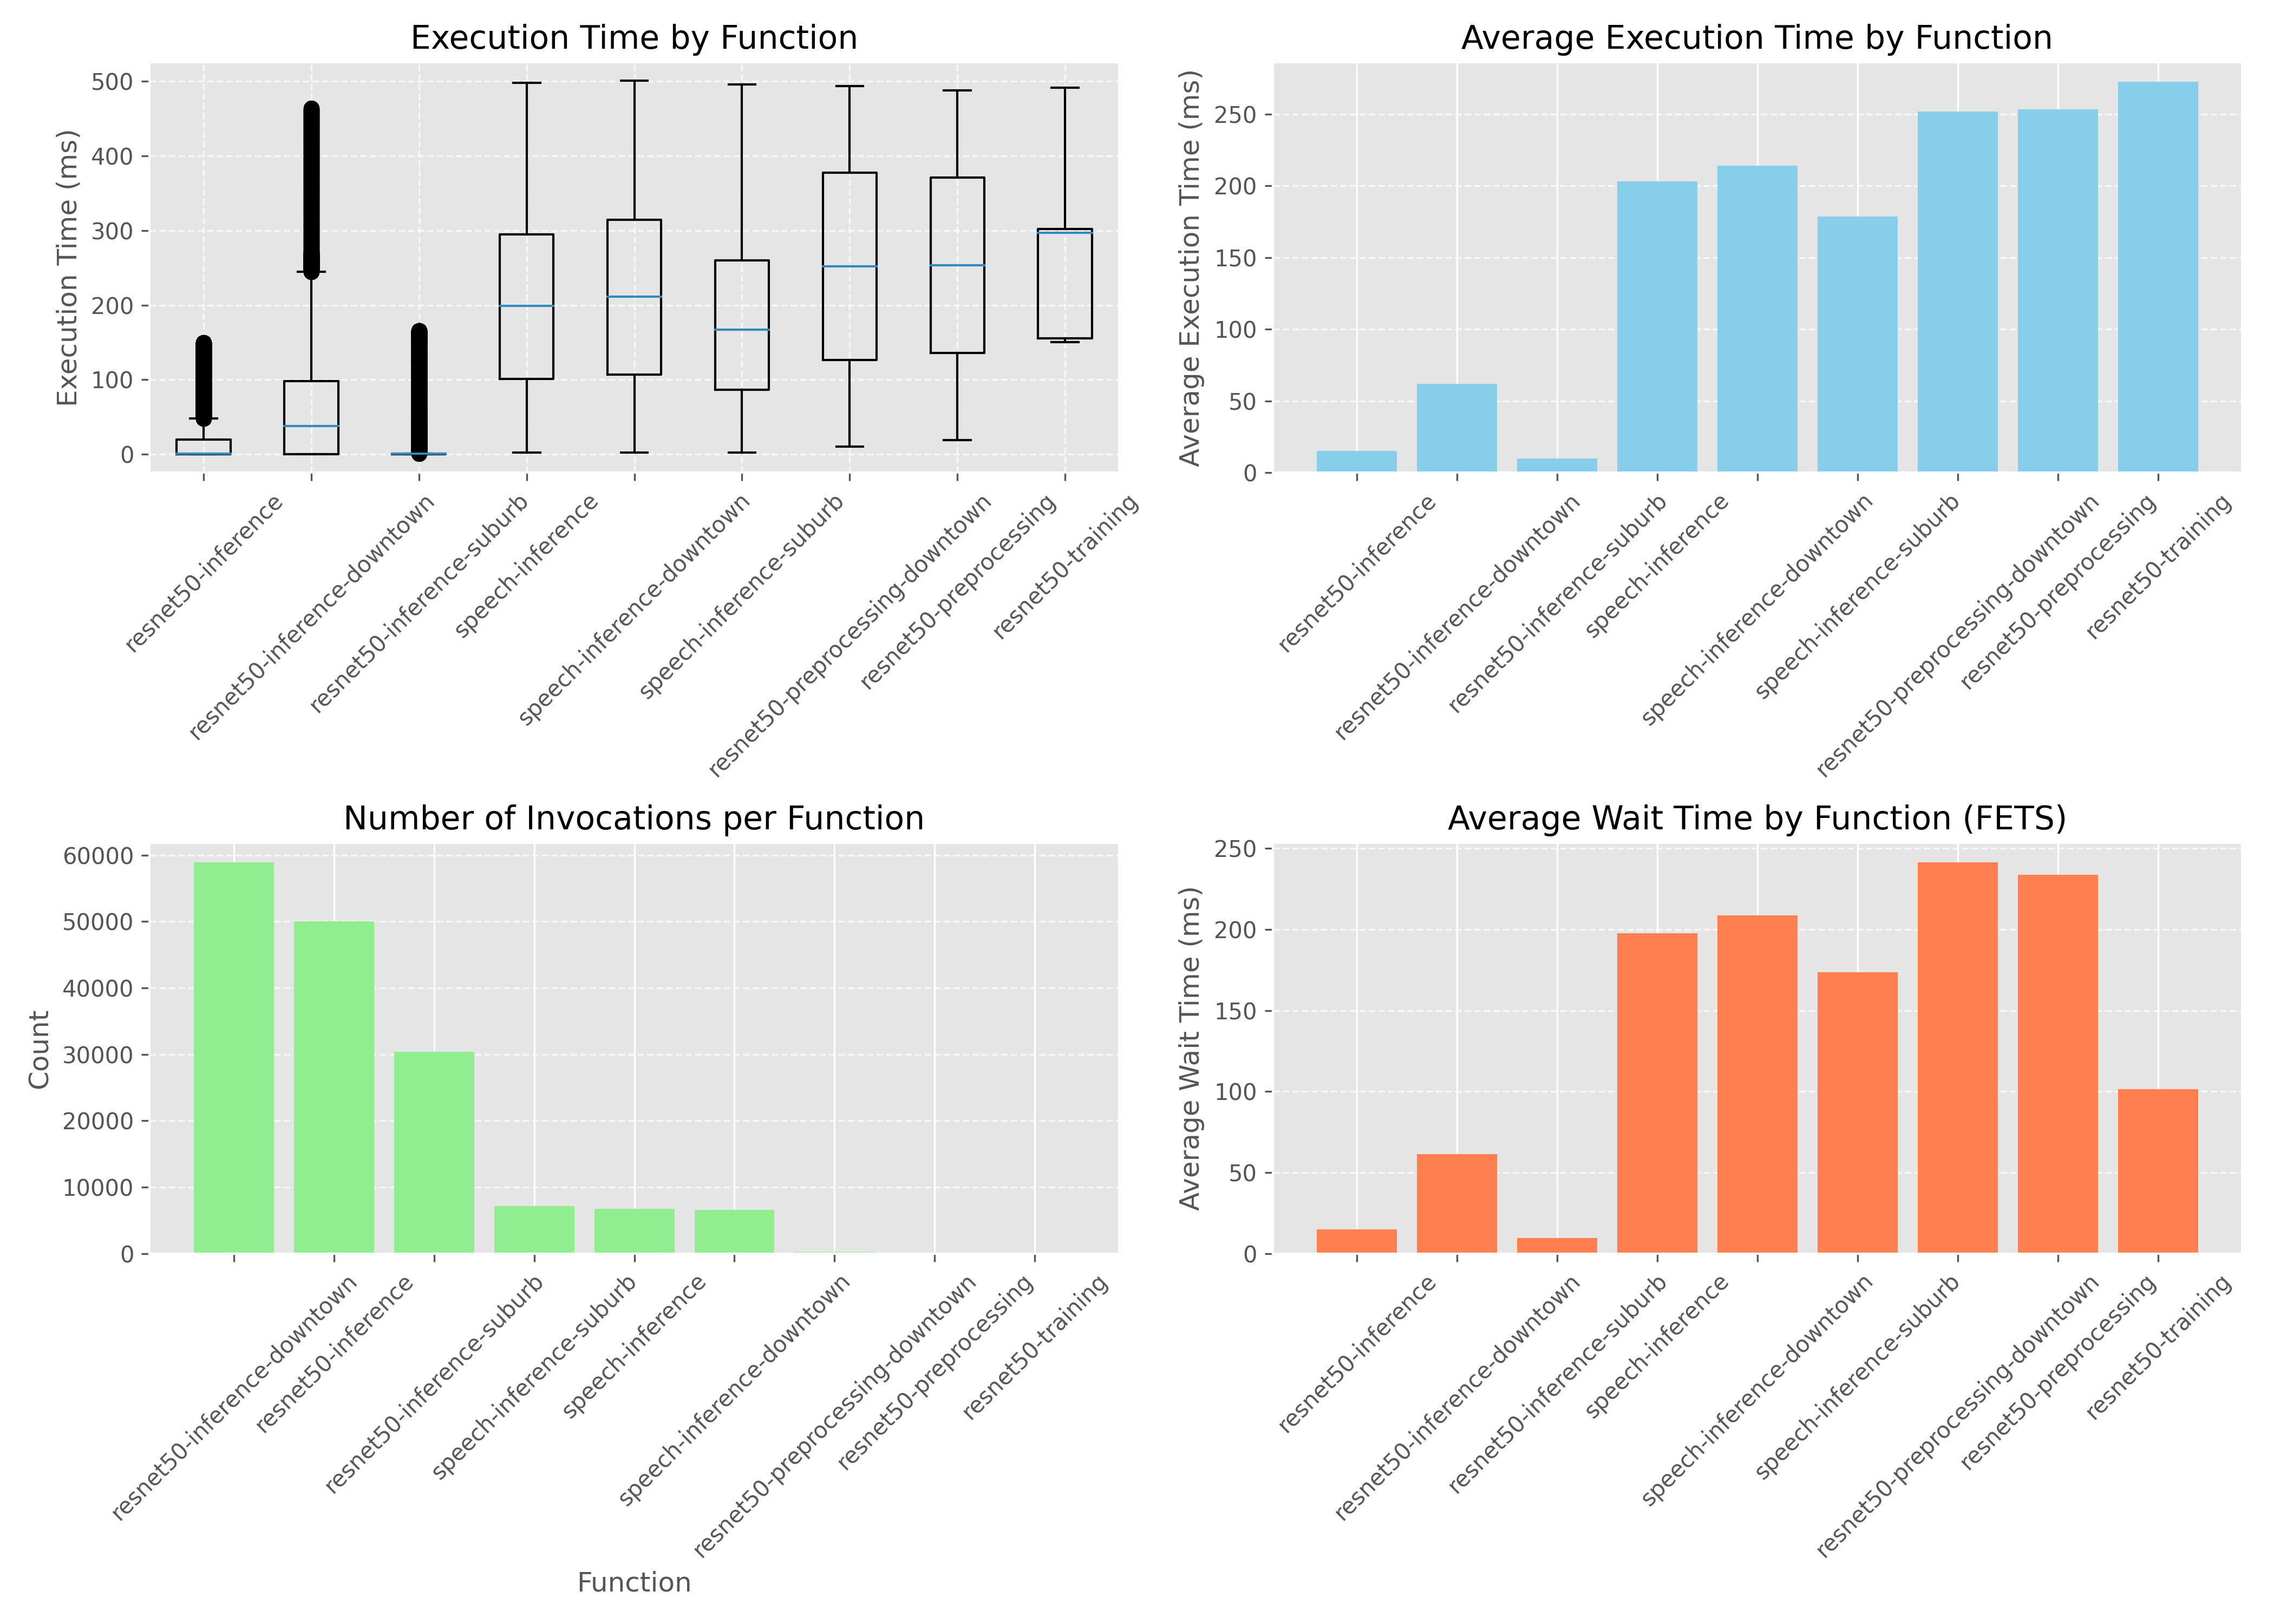 Execution Time by Function
Execution Time (ms)
500
400
300
200
100
0
resnet50-inference
resnet50-inference-downtown
resnet50-inference-suburb
speech-inference
speech-inference-downtown
speech-inference-suburb
resnet50-preprocessing-downtown
resnet50-preprocessing
resnet50-training
Average Execution Time by Function
Average Execution Time (ms)
250
200
150
100
50
0
resnet50-inference
resnet50-inference-downtown
resnet50-inference-suburb
speech-inference
speech-inference-downtown
speech-inference-suburb
resnet50-preprocessing-downtown
resnet50-preprocessing
resnet50-training
Number of Invocations per Function
Count
60000
50000
40000
30000
20000
10000
0
resnet50-inference-downtown
resnet50-inference
resnet50-inference-suburb
speech-inference-suburb
speech-inference
speech-inference-downtown
resnet50-preprocessing-downtown
resnet50-preprocessing
resnet50-training
Function
Average Wait Time by Function (FETS)
Average Wait Time (ms)
250
200
150
100
50
0
resnet50-inference
resnet50-inference-downtown
resnet50-inference-suburb
speech-inference
speech-inference-downtown
speech-inference-suburb
resnet50-preprocessing-downtown
resnet50-preprocessing
resnet50-training